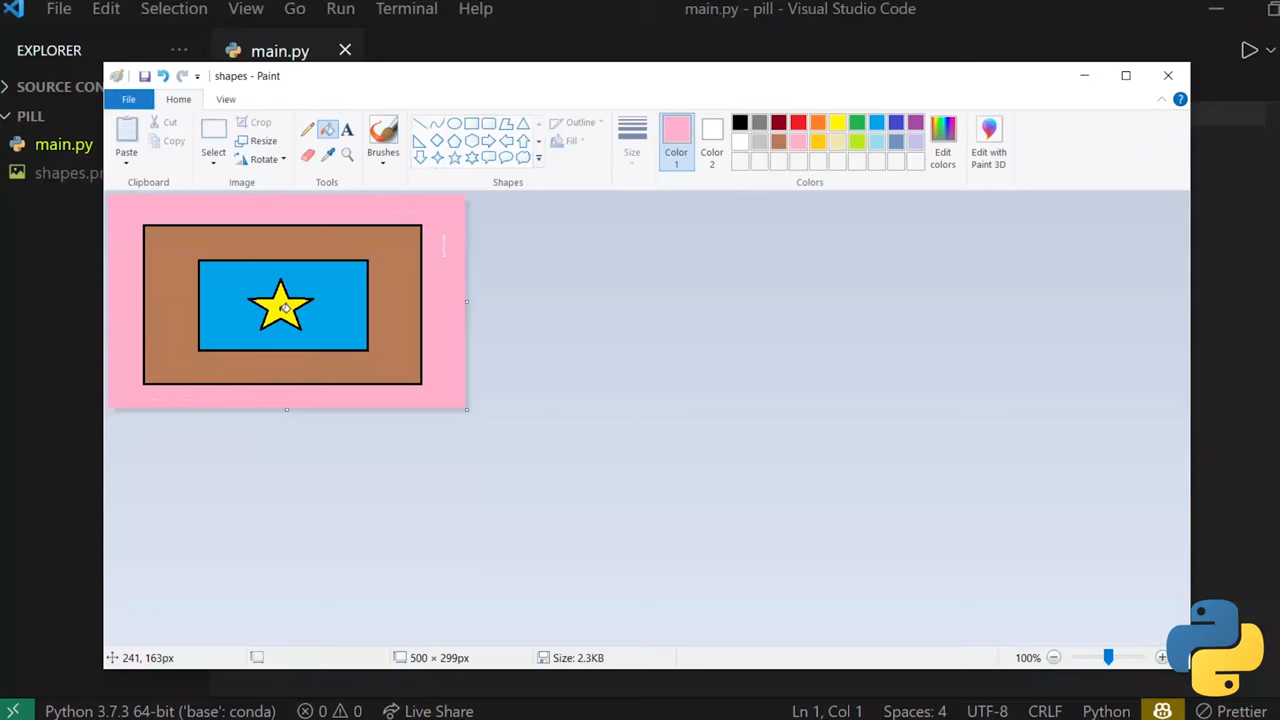 File Edit Selection View Go Run Terminal Help main.py - pill - Visual Studio Code
EXPLORER ··· main.py
SOURCE CON
shapes - Paint
File Home View
PILL
main.py
shapes.pr
Paste
Cut
Copy
Select
Crop
Resize
Rotate
A
Brushes
Outline
Fill
Size
Color 1
Color 2
Edit colors
Edit with Paint 3D
Clipboard Image Tools Shapes Colors
241, 163px 500 × 299px Size: 2.3KB 100%
Python 3.7.3 64-bit ('base': conda) 0 0 Live Share Ln 1, Col 1 Spaces: 4 UTF-8 CRLF Python Prettier